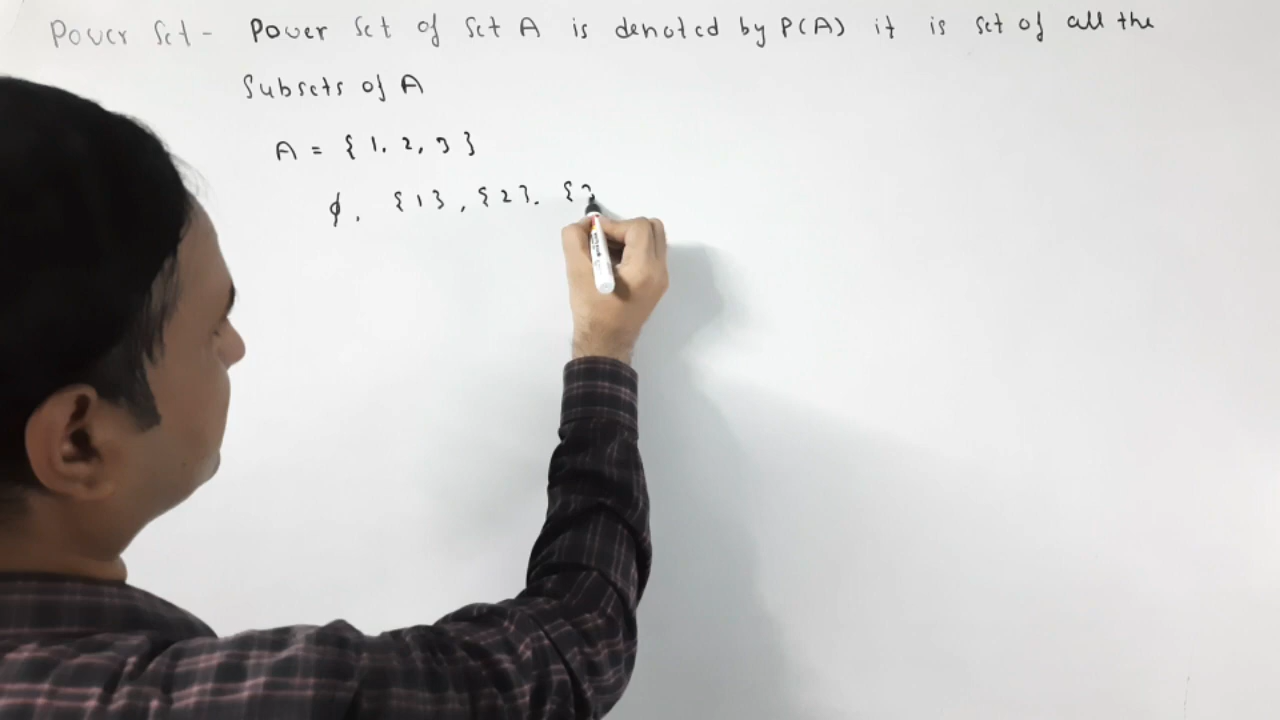 Power Set - Power Set of Set A is denoted by P(A) it is set of all the
Subsets of A
A = { 1, 2, 3 }
ϕ, {1}, {2}, {3